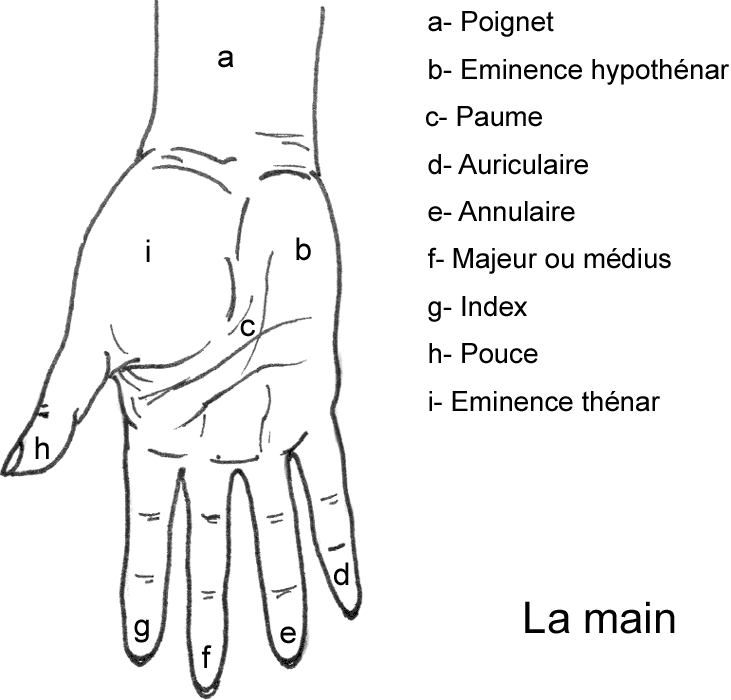 a- Poignet
b- Eminence hypothénar
c- Paume
d- Auriculaire
e- Annulaire
f- Majeur ou médius
g- Index
h- Pouce
i- Eminence thénar
La main
a
i
b
c
h
d
g
e
f